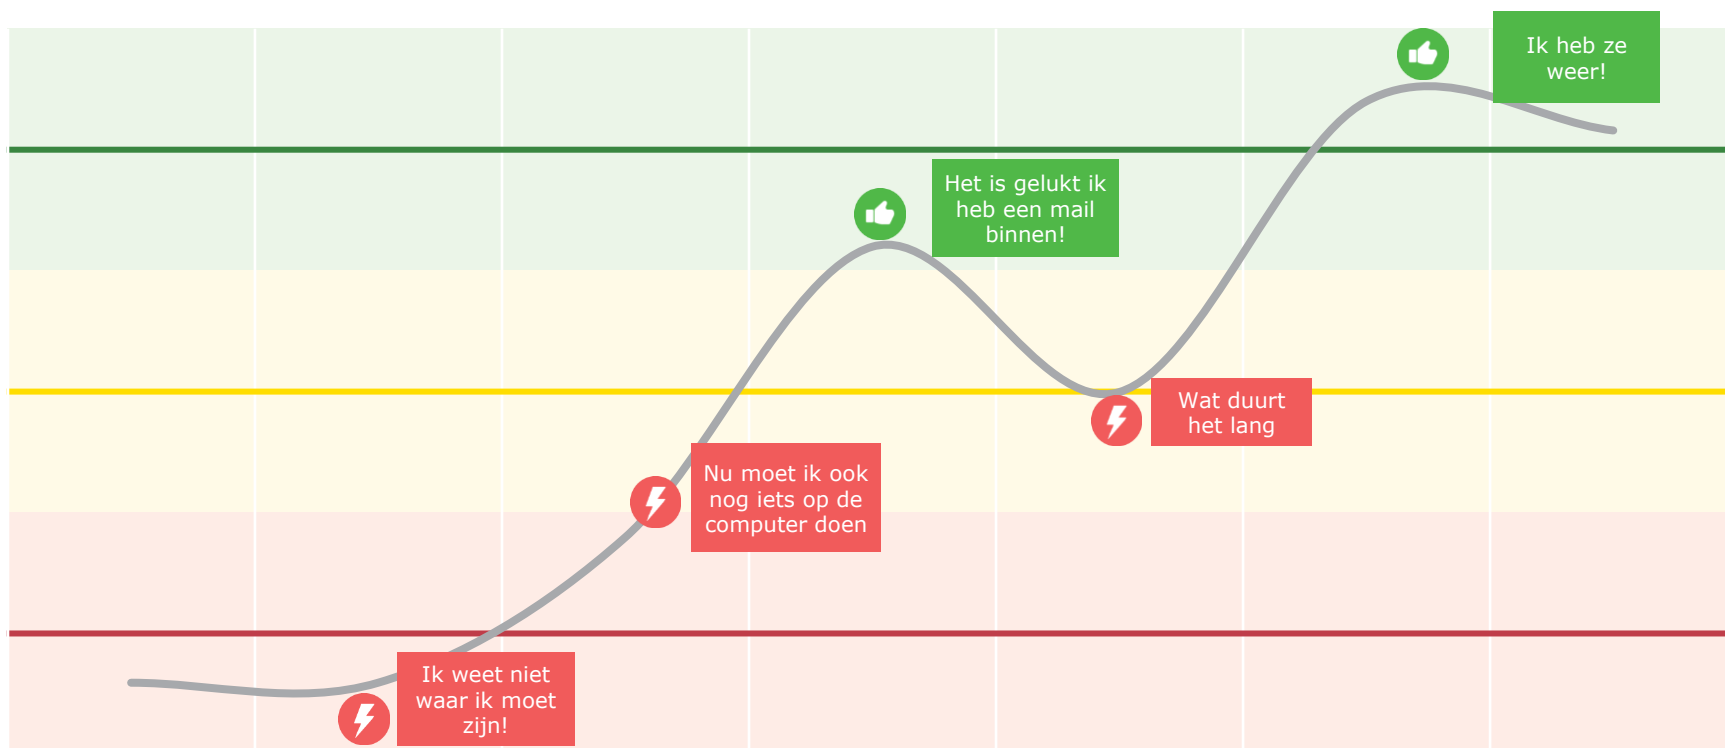 Ik heb ze
weer!
Het is gelukt ik
heb een mail
binnen!
Wat duurt
het lang
Nu moet ik ook
nog iets op de
computer doen
Ik weet niet
waar ik moet
zijn!